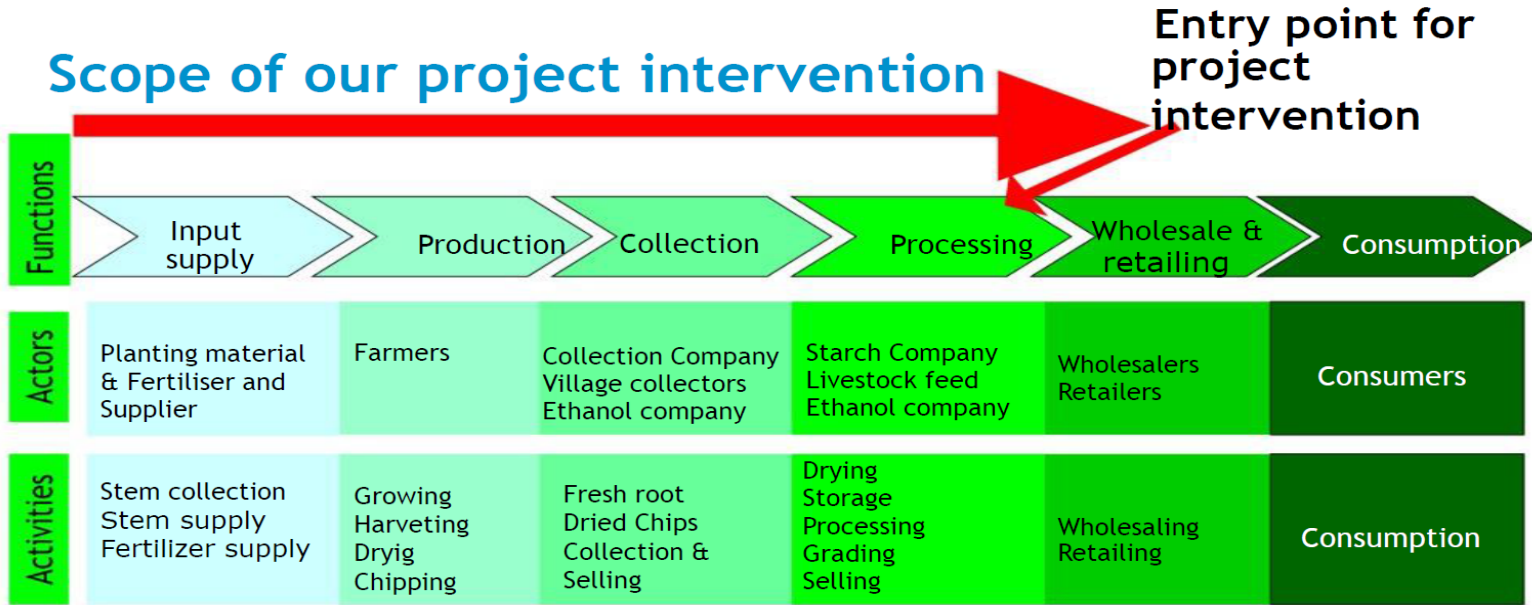 Scope of our project intervention
Entry point for
project
intervention
Functions
Input
supply
Production
Collection
Processing
Wholesale &
retailing
Consumption
Actors
Planting material
& Fertiliser and
Supplier
Farmers
Collection Company
Village collectors
Ethanol company
Starch Company
Livestock feed
Ethanol company
Wholesalers
Retailers
Consumers
Activities
Stem collection
Stem supply
Fertilizer supply
Growing
Harveting
Dryig
Chipping
Fresh root
Dried Chips
Collection &
Selling
Drying
Storage
Processing
Grading
Selling
Wholesaling
Retailing
Consumption